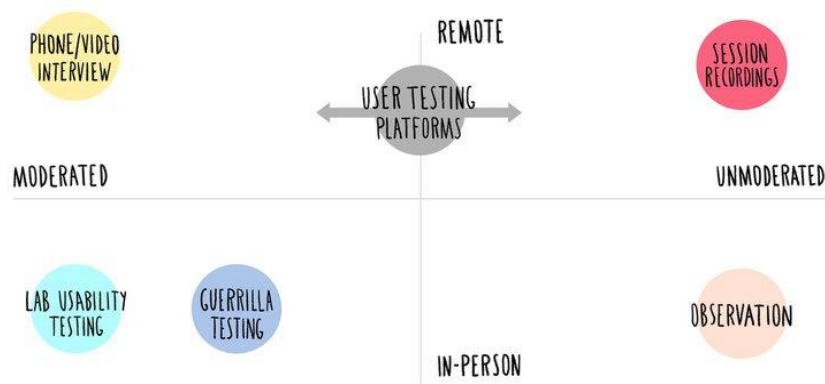 REMOTE
PHONE/VIDEO
INTERVIEW
SESSION
RECORDINGS
USER TESTING
PLATFORMS
MODERATED
UNMODERATED
LAB USABILITY
TESTING
GUERRILLA
TESTING
OBSERVATION
IN-PERSON